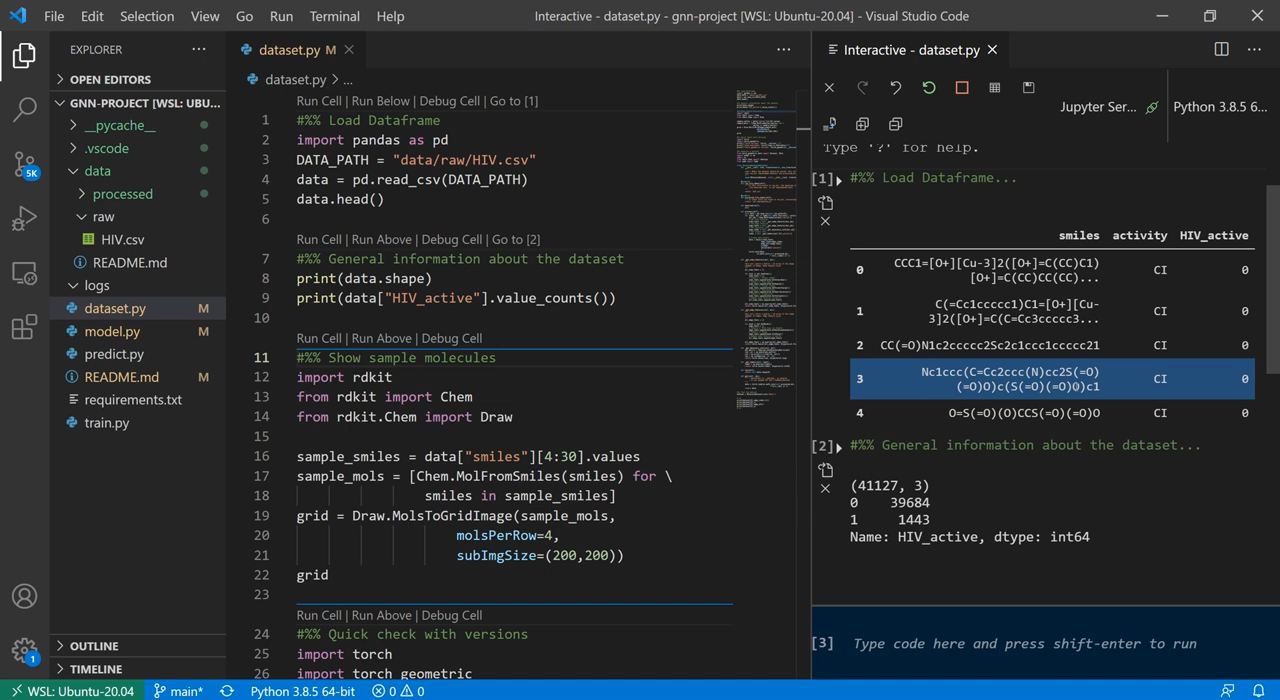 File Edit Selection View Go Run Terminal Help Interactive - dataset.py - gnn-project [WSL: Ubuntu-20.04] - Visual Studio Code
EXPLORER
OPEN EDITORS
GNN-PROJECT [WSL: UBU...
__pycache__
.vscode
data
processed
raw
HIV.csv
README.md
logs
dataset.py M
model.py M
predict.py
README.md M
requirements.txt
train.py
OUTLINE
TIMELINE
5K
1
dataset.py M
dataset.py > ...
Run Cell | Run Below | Debug Cell | Go to [1]
1 #%% Load Dataframe
2 import pandas as pd
3 DATA_PATH = "data/raw/HIV.csv"
4 data = pd.read_csv(DATA_PATH)
5 data.head()
6
Run Cell | Run Above | Debug Cell | Go to [2]
7 #%% General information about the dataset
8 print(data.shape)
9 print(data["HIV_active"].value_counts())
10
Run Cell | Run Above | Debug Cell
11 #%% Show sample molecules
12 import rdkit
13 from rdkit import Chem
14 from rdkit.Chem import Draw
15
16 sample_smiles = data["smiles"][4:30].values
17 sample_mols = [Chem.MolFromSmiles(smiles) for \
18 smiles in sample_smiles]
19 grid = Draw.MolsToGridImage(sample_mols,
20 molsPerRow=4,
21 subImgSize=(200,200))
22 grid
23
Run Cell | Run Above | Debug Cell
24 #%% Quick check with versions
25 import torch
26 import torch_geometric
Interactive - dataset.py
Jupyter Ser... Python 3.8.5 6...
Type '?' for help.
[1] #%% Load Dataframe...
smiles activity HIV_active
0 CCC1=[O+][Cu-3]2([O+]=C(CC)C1)
[O+]=C(CC)CC(CC)... CI 0
1 C(=Cc1ccccc1)C1=[O+][Cu-
3]2([O+]=C(C=Cc3cccc3... CI 0
2 CC(=O)N1c2ccccc2Sc2c1ccc1ccccc21 CI 0
3 Nc1ccc(C=Cc2ccc(N)cc2S(=O)
(=O)O)c(S(=O)(=O)O)c1 CI 0
4 O=S(=O)(O)CCS(=O)(=O)O CI 0
[2] #%% General information about the dataset...
(41127, 3)
0 39684
1 1443
Name: HIV_active, dtype: int64
[3] Type code here and press shift-enter to run
WSL: Ubuntu-20.04 main* Python 3.8.5 64-bit 0 0